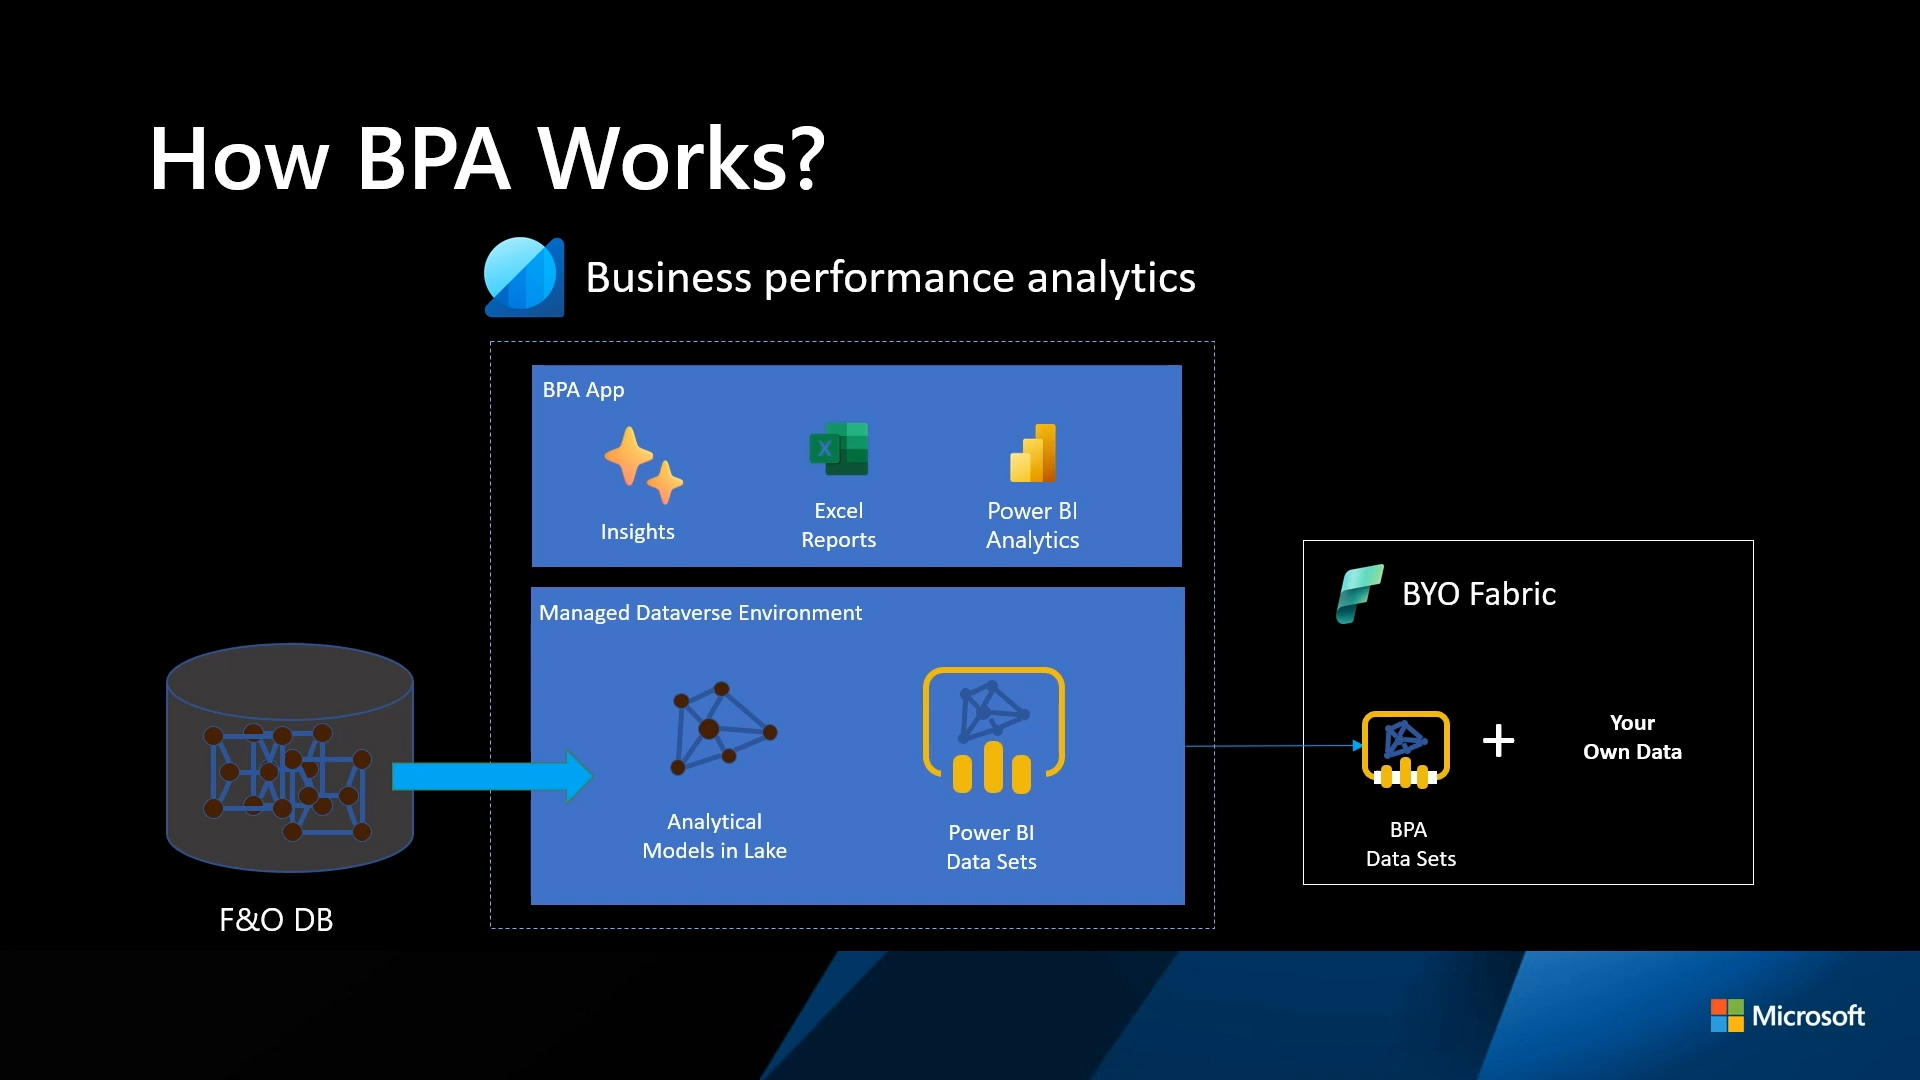 How BPA Works?
Business performance analytics
BPA App
Insights
X
Excel
Reports
Power BI
Analytics
Managed Dataverse Environment
Analytical
Models in Lake
Power BI
Data Sets
F&O DB
BYO Fabric
BPA
Data Sets
+
Your
Own Data
Microsoft